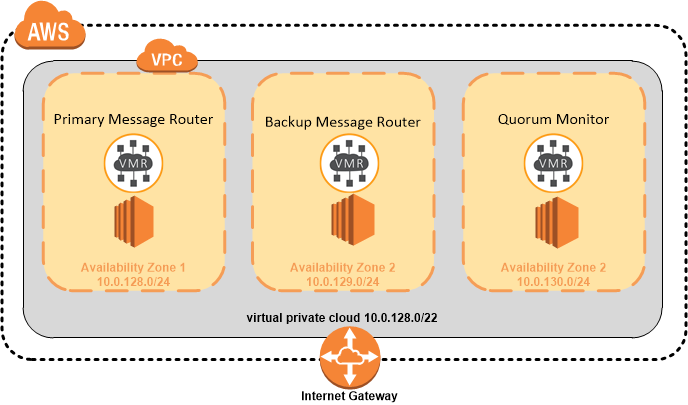 AWS
VPC
Primary Message Router
Backup Message Router
Quorum Monitor
VMR
VMR
VMR
Availability Zone 1
10.0.128.0/24
Availability Zone 2
10.0.129.0/24
Availability Zone 2
10.0.130.0/24
virtual private cloud 10.0.128.0/22
Internet Gateway